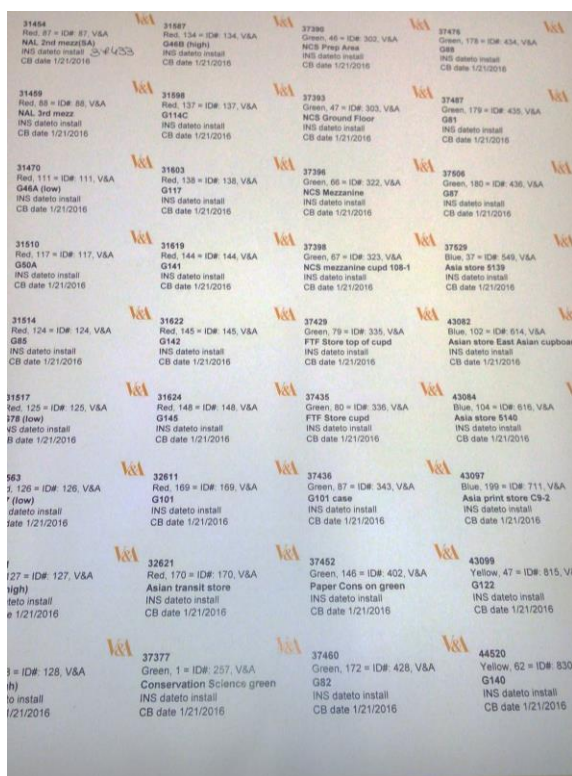 31454
Red, 87 = ID#: 87, V&A
NAL 2nd mezz(SA)
INS dateto install
CB date 1/21/2016
V&A
31587
Red, 134 = ID#: 134, V&A
G46B (high)
INS dateto install
CB date 1/21/2016
V&A
37390
Green, 46 = ID#: 302, V&A
NCS Prep Area
INS dateto install
CB date 1/21/2016
V&A
37476
Green, 178 = ID#: 434, V&A
G89
INS dateto install
CB date 1/21/2016
V&A
31459
Red, 88 = ID#: 88, V&A
NAL 3rd mezz
INS dateto install
CB date 1/21/2016
V&A
31598
Red, 137 = ID#: 137, V&A
G114C
INS dateto install
CB date 1/21/2016
V&A
37393
Green, 47 = ID#: 303, V&A
NCS Ground Floor
INS dateto install
CB date 1/21/2016
V&A
37487
Green, 179 = ID#: 435, V&A
G81
INS dateto install
CB date 1/21/2016
V&A
31470
Red, 111 = ID#: 111, V&A
G46A (low)
INS dateto install
CB date 1/21/2016
V&A
31603
Red, 138 = ID#: 138, V&A
G117
INS dateto install
CB date 1/21/2016
V&A
37396
Green, 66 = ID#: 322, V&A
NCS Mezzanine
INS dateto install
CB date 1/21/2016
V&A
37506
Green, 180 = ID#: 436, V&A
G87
INS dateto install
CB date 1/21/2016
V&A
31510
Red, 117 = ID#: 117, V&A
G50A
INS dateto install
CB date 1/21/2016
V&A
31619
Red, 144 = ID#: 144, V&A
G141
INS dateto install
CB date 1/21/2016
V&A
37398
Green, 67 = ID#: 323, V&A
NCS mezzanine cupd 108-1
INS dateto install
CB date 1/21/2016
V&A
37629
Blue, 37 = ID#: 549, V&A
Asia store 5139
INS dateto install
CB date 1/21/2016
31514
Red, 124 = ID#: 124, V&A
G85
INS dateto install
CB date 1/21/2016
V&A
31622
Red, 145 = ID#: 145, V&A
G142
INS dateto install
CB date 1/21/2016
V&A
37429
Green, 79 = ID#: 335, V&A
FTF Store top of cupd
INS dateto install
CB date 1/21/2016
V&A
43082
Blue, 102 = ID#: 614, V&A
Asian store East Asian cupboar
INS dateto install
CB date 1/21/2016
31517
Red, 125 = ID#: 125, V&A
G78 (low)
INS dateto install
CB date 1/21/2016
V&A
31624
Red, 148 = ID#: 148, V&A
G145
INS dateto install
CB date 1/21/2016
V&A
37435
Green, 80 = ID#: 336, V&A
FTF Store cupd
INS dateto install
CB date 1/21/2016
V&A
43084
Blue, 104 = ID#: 616, V&A
Asia store 5140
INS dateto install
CB date 1/21/2016
563
d, 126 = ID#: 126, V&A
(low)
dateto install
date 1/21/2016
V&A
32611
Red, 169 = ID#: 169, V&A
G101
INS dateto install
CB date 1/21/2016
V&A
37436
Green, 87 = ID#: 343, V&A
G101 case
INS dateto install
CB date 1/21/2016
V&A
43097
Blue, 199 = ID#: 711, V&A
Asia print store C9-2
INS dateto install
CB date 1/21/2016
127 = ID#: 127, V&A
high)
dateto install
1/21/2016
V&A
32621
Red, 170 = ID#: 170, V&A
Asian transit store
INS dateto install
CB date 1/21/2016
V&A
37452
Green, 146 = ID#: 402, V&A
Paper Cons on green
INS dateto install
CB date 1/21/2016
V&A
43099
Yellow, 47 = ID#: 815, V
G122
INS dateto install
CB date 1/21/2016
= ID#: 128, V&A
to install
1/21/2016
V&A
37377
Green, 1 = ID#: 257, V&A
Conservation Science green
INS dateto install
CB date 1/21/2016
V&A
37460
Green, 172 = ID#: 428, V&A
G82
INS dateto install
CB date 1/21/2016
V&A
44520
Yellow, 62 = ID#: 830
G140
INS dateto install
CB date 1/21/2016